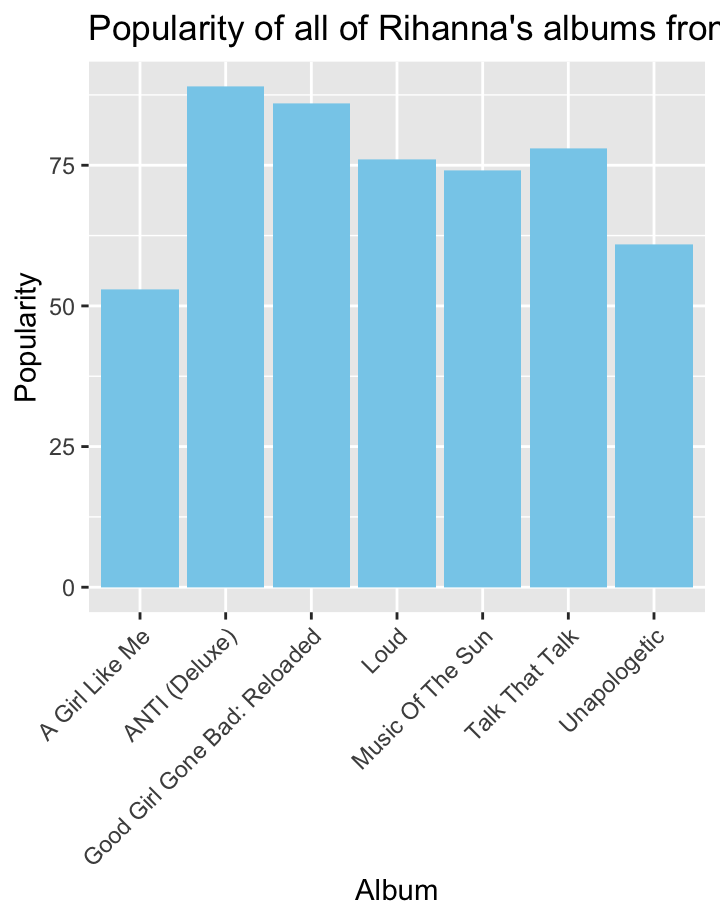 Popularity of all of Rihanna's albums from
Popularity
75
50
25
0
A Girl Like Me
ANTI (Deluxe)
Good Girl Gone Bad: Reloaded
Loud
Music Of The Sun
Talk That Talk
Unapologetic
Album